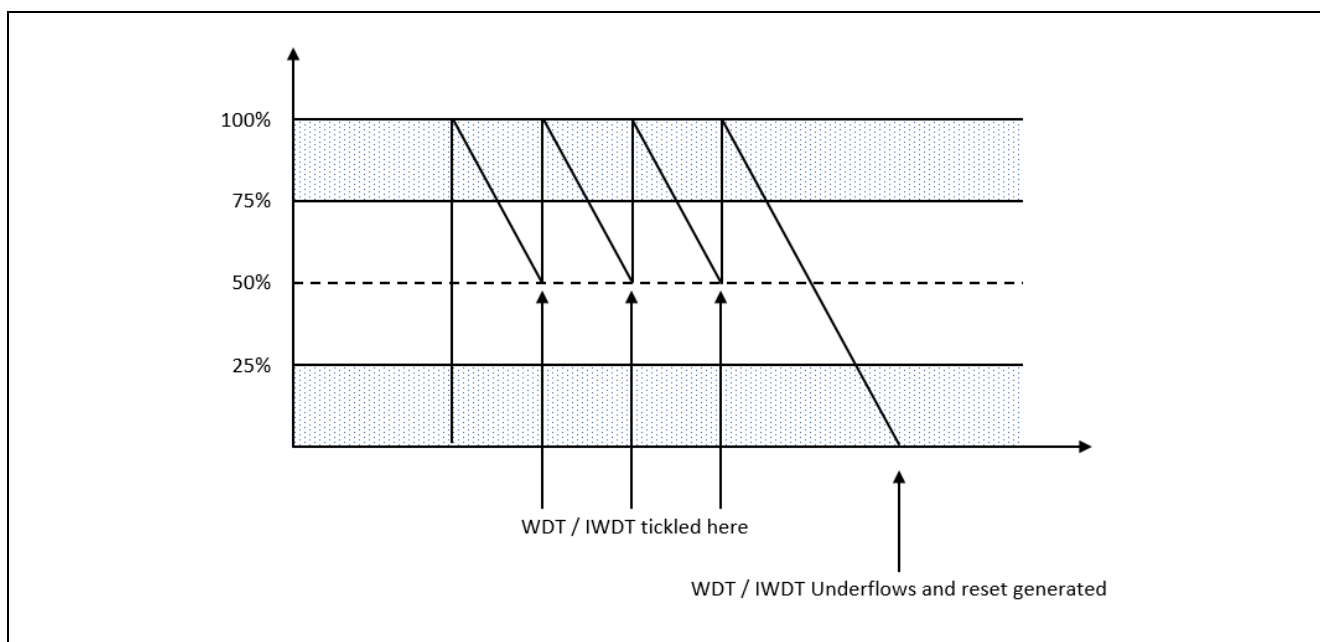 100%
75%
50%
25%
WDT / IWDT tickled here
WDT / IWDT Underflows and reset generated